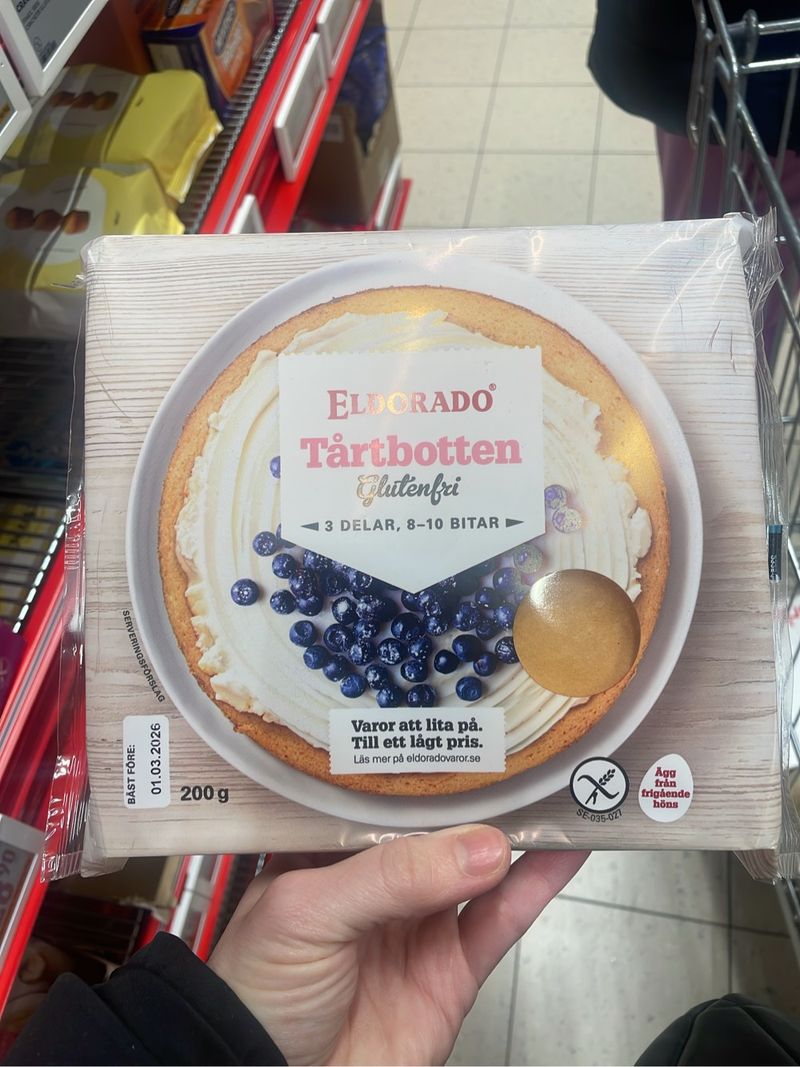 ELDORADO®
Tårtbotten
Glutenfri
3 DELAR, 8–10 BITAR
SERVERINGSFÖRSLAG
Varor att lita på.
Till ett lågt pris.
Läs mer på eldoradovaror.se
BÄST FÖRE:
01.03.2026
200 g
SE-035-027
Ägg
från
frigående
höns